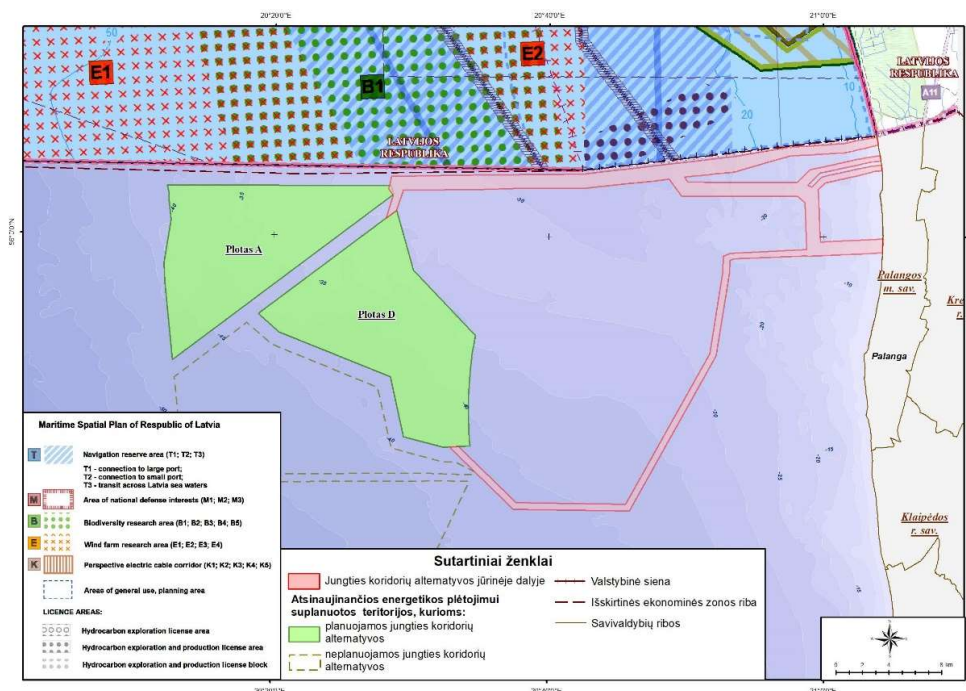 20°20'0"E
20°40'0"E
21°0'0"E
50
E1
E2
B1
LATVIJOS
RESPUBLIKA
LATVIJOS
RESPUBLIKA
A11
10
20
Plotas A
Plotas D
Palangos
m. sav.
Kre
r.
Palanga
Klaipėdos
r. sav.
Maritime Spatial Plan of Respublic of Latvia
T Navigation reserve area (T1; T2; T3)
T1 - connection to large port;
T2 - connection to small port;
T3 - transit across Latvia sea waters
M Area of national defense interests (M1; M2; M3)
B Biodiversity research area (B1; B2; B3; B4; B5)
E Wind farm research area (E1; E2; E3; E4)
K Perspective electric cable corridor (K1; K2; K3; K4; K5)
Areas of general use, planning area
LICENCE AREAS:
Hydrocarbon exploration license area
Hydrocarbon exploration and production license area
Hydrocarbon exploration and production license block
Sutartiniai ženklai
Jungties koridorių alternatyvos jūrinėje dalyje
Atsinaujinančios energetikos plėtojimui
suplanuotos teritorijos, kurioms:
planuojamos jungties koridorių
alternatyvos
neplanuojamos jungties koridorių
alternatyvos
Valstybinė siena
Išskirtinės ekonominės zonos riba
Savivaldybių ribos
0 2 4 8 km